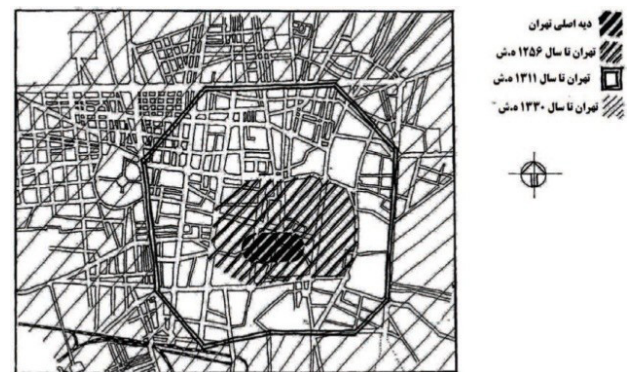 دیه اصلی تهران
تهران تا سال ۱۲۵۶ ه.ش
تهران تا سال ۱۳۱۱ ه.ش
تهران تا سال ۱۳۳۰ ه.ش